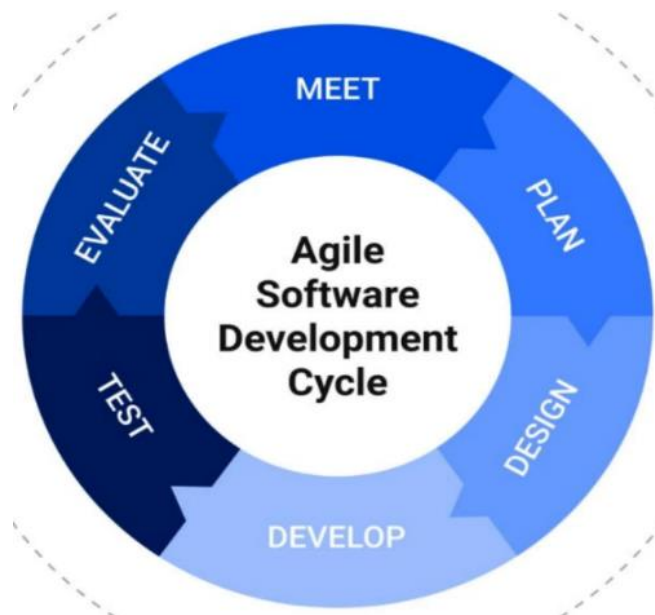 MEET
PLAN
DESIGN
DEVELOP
TEST
EVALUATE
Agile
Software
Development
Cycle